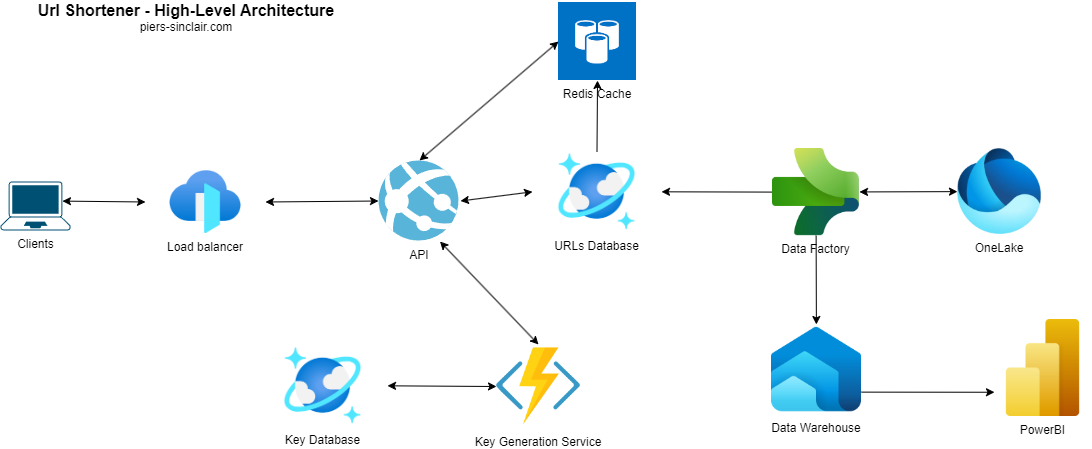 Url Shortener - High-Level Architecture
piers-sinclair.com
Redis Cache
Clients
Load balancer
API
URLs Database
Data Factory
OneLake
Key Database
Key Generation Service
Data Warehouse
PowerBI